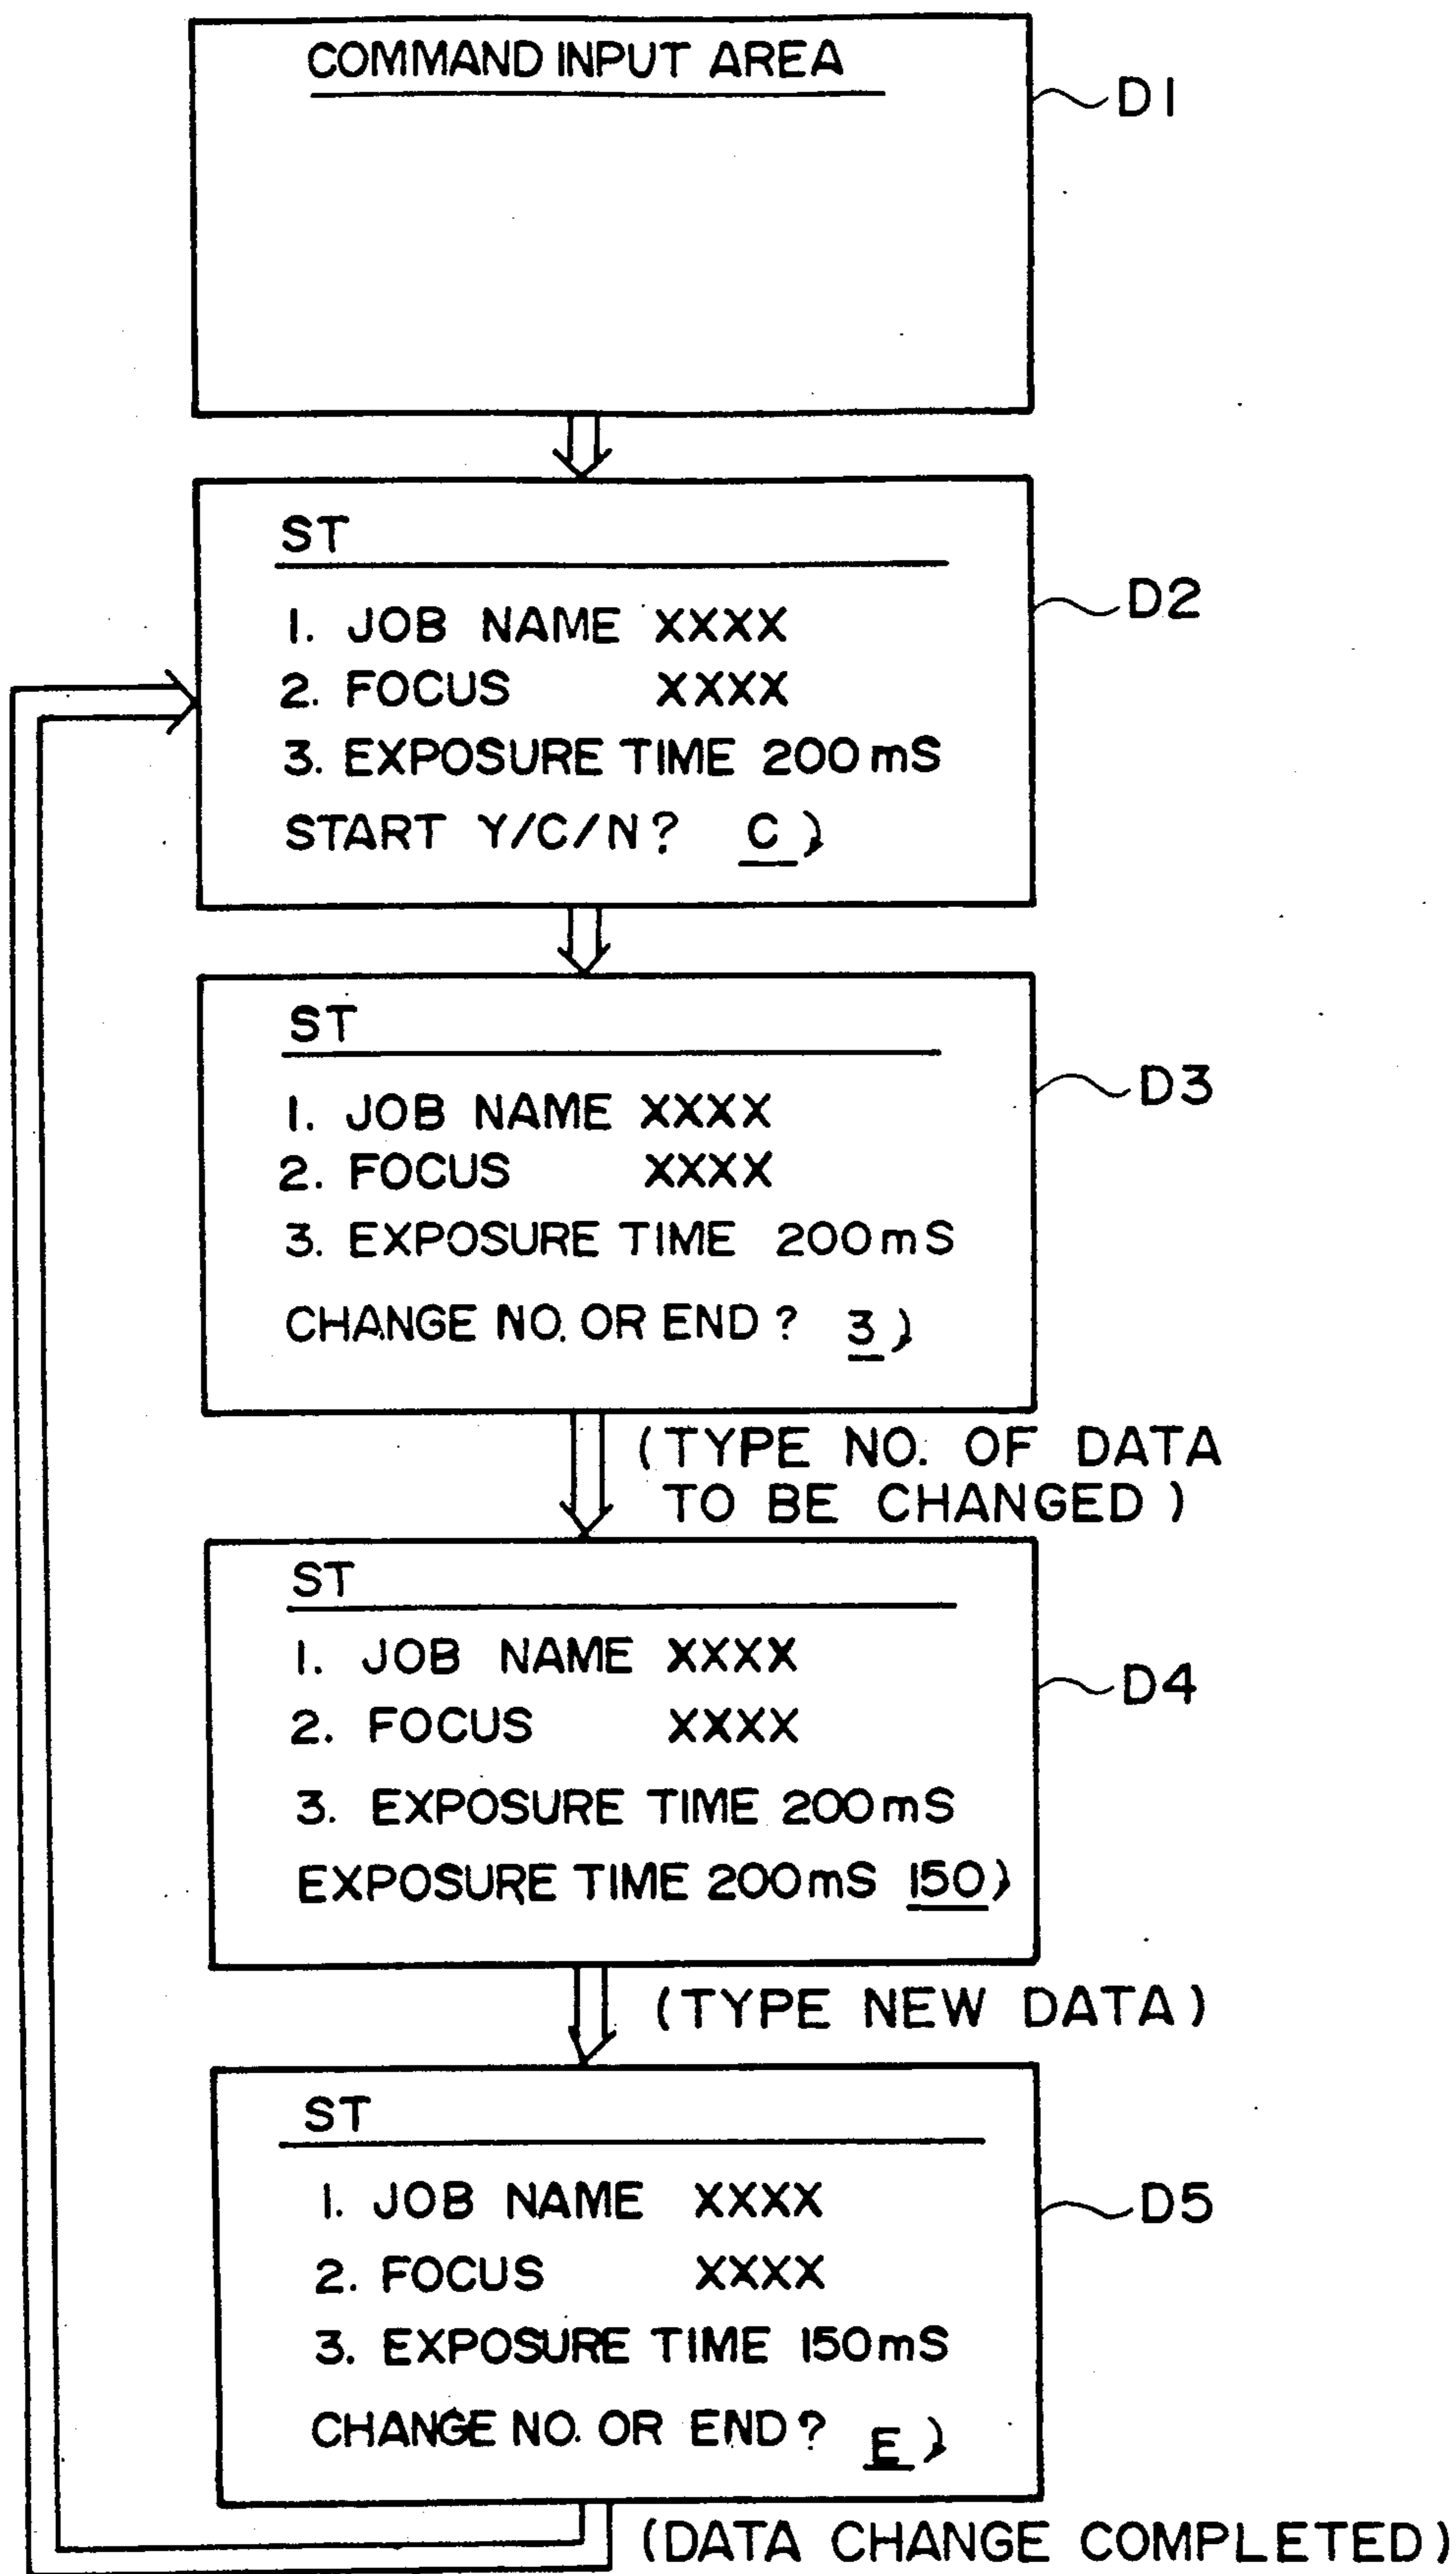 COMMAND INPUT AREA
D1
ST
D2
1. JOB NAME XXXX
2. FOCUS XXXX
3. EXPOSURE TIME 200mS
START Y/C/N? C
ST
D3
1. JOB NAME XXXX
2. FOCUS XXXX
3. EXPOSURE TIME 200mS
CHANGE NO. OR END? 3
(TYPE NO. OF DATA
TO BE CHANGED)
ST
1. JOB NAME XXXX
D4
2. FOCUS XXXX
3. EXPOSURE TIME 200mS
EXPOSURE TIME 200mS 150
(TYPE NEW DATA)
ST
1. JOB NAME XXXX
D5
2. FOCUS XXXX
3. EXPOSURE TIME 150mS
CHANGE NO. OR END? E
(DATA CHANGE COMPLETED)